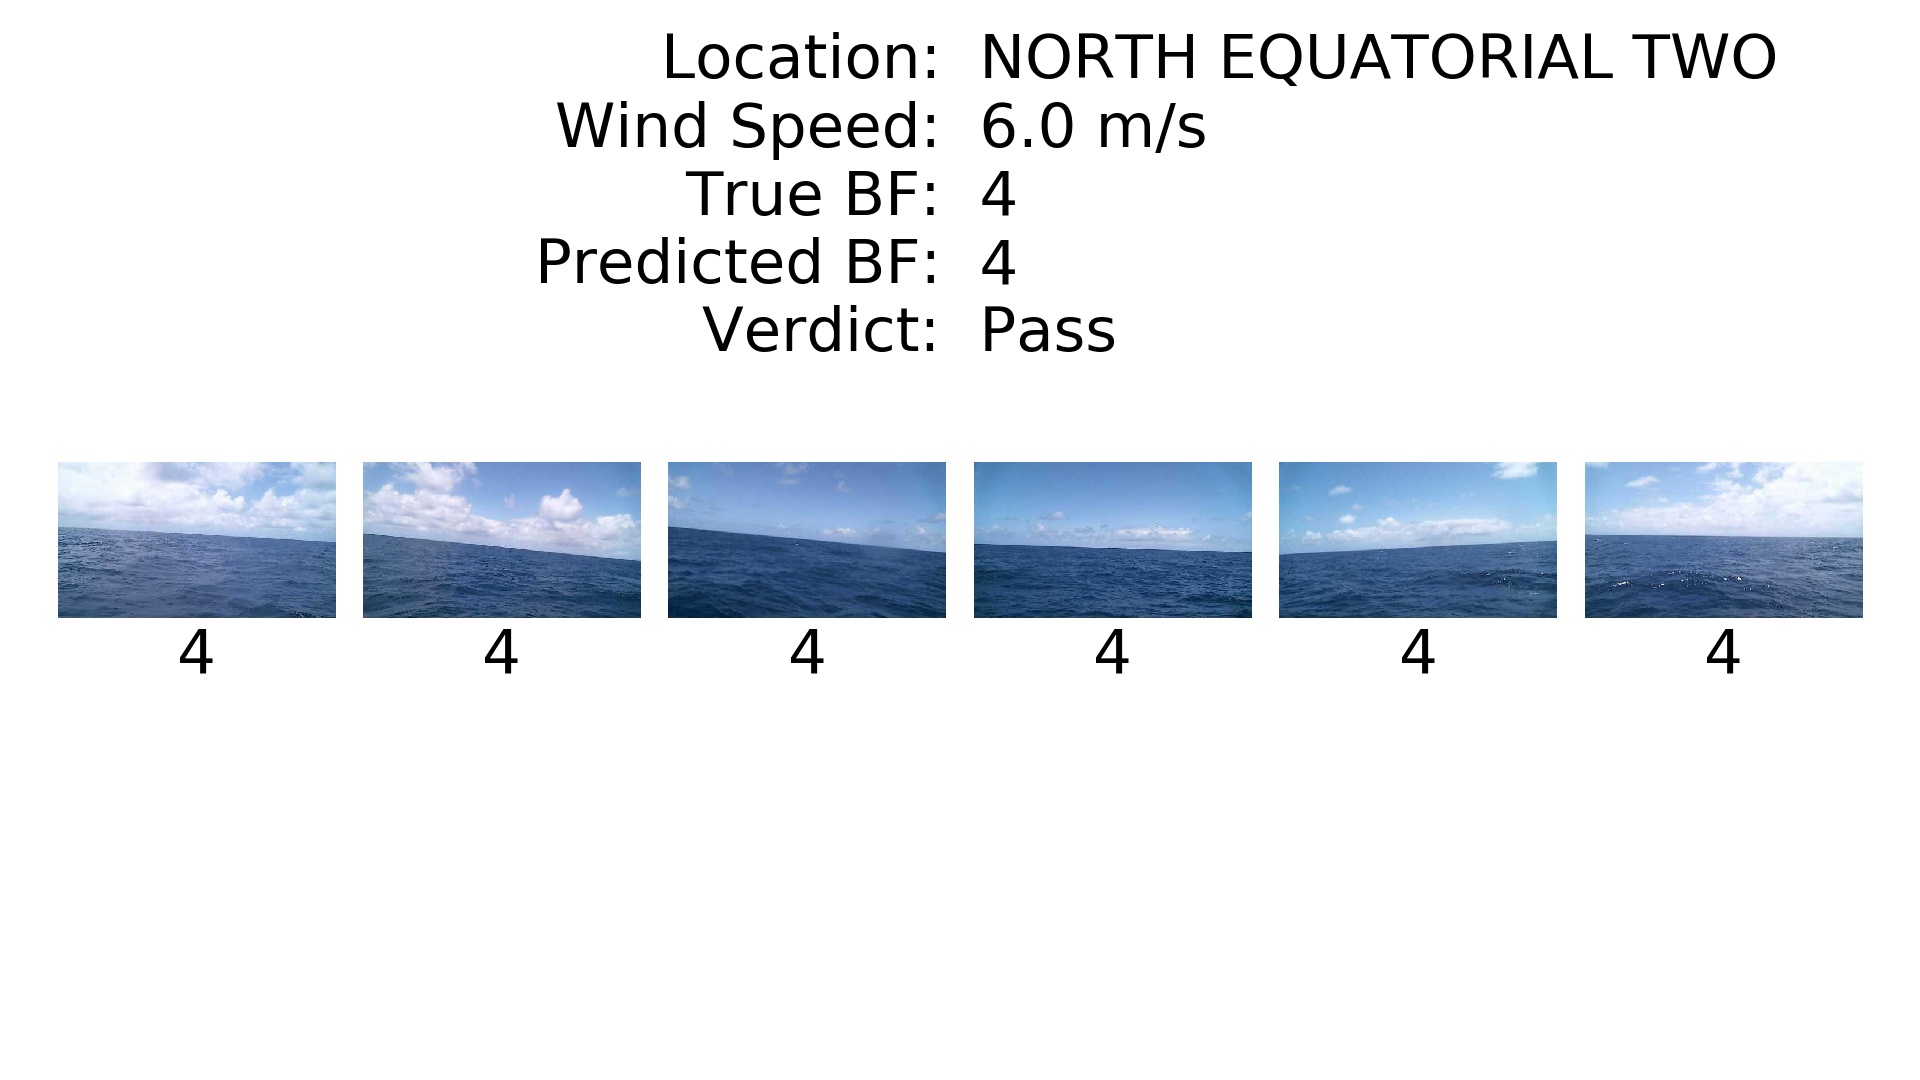 Location: NORTH EQUATORIAL TWO
Wind Speed: 6.0 m/s
True BF: 4
Predicted BF: 4
Verdict: Pass
4 4 4 4 4 4